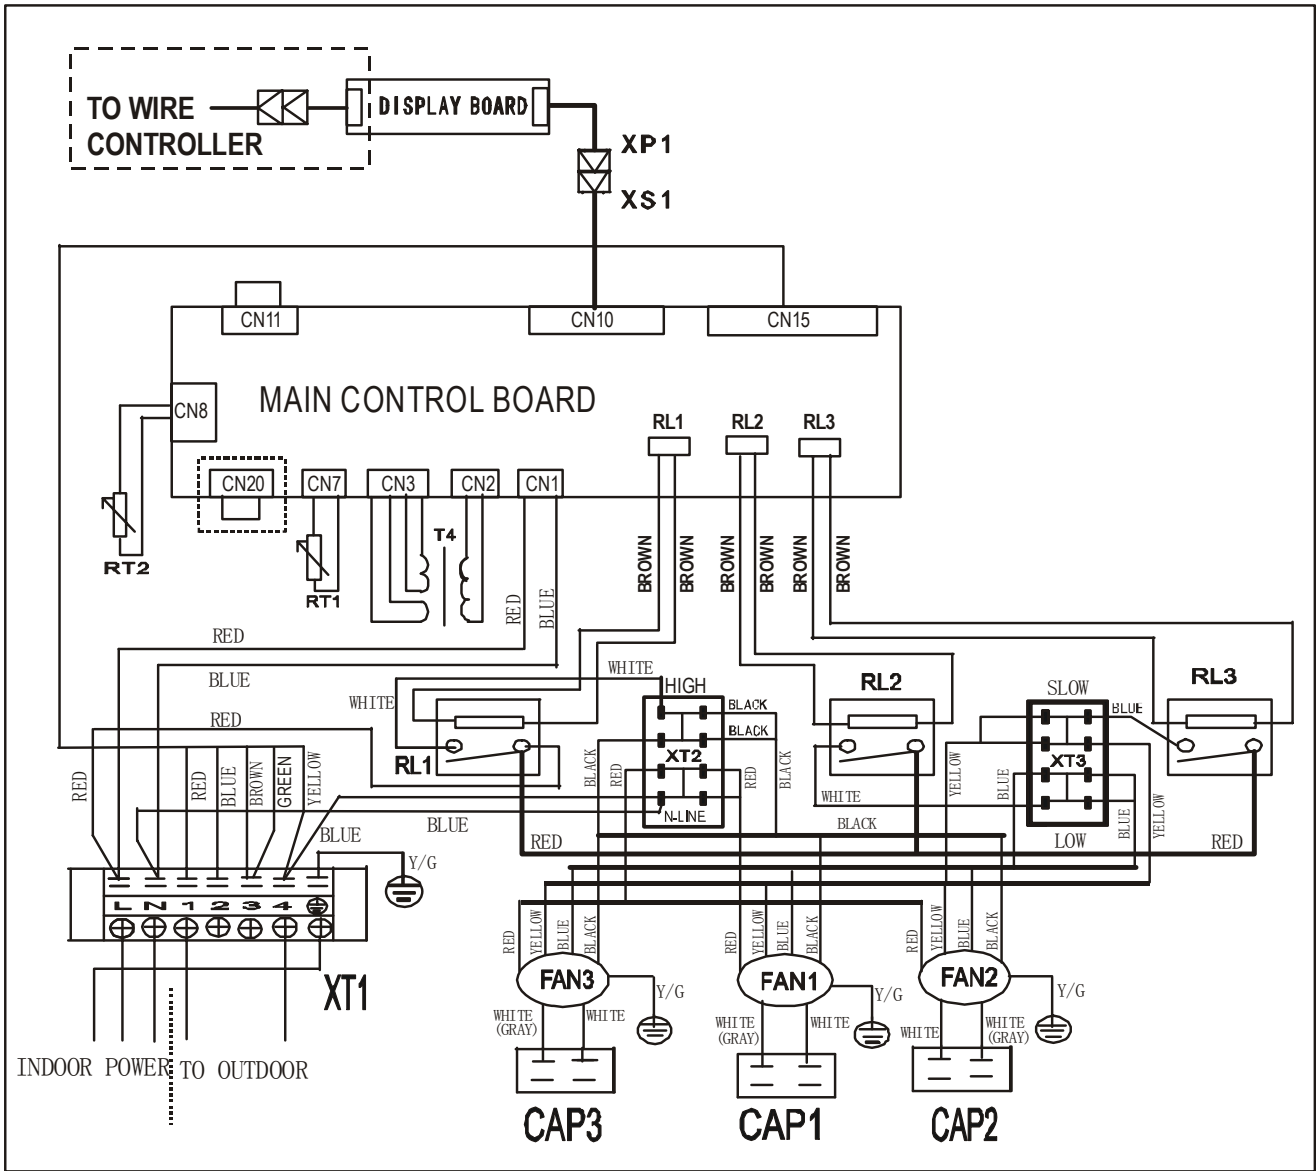 TO WIRE
CONTROLLER
DISPLAY BOARD
XP1
XS1
CN11
CN10
CN15
CN8
MAIN CONTROL BOARD
RL1
RL2
RL3
CN20
CN7
CN3
CN2
CN1
T4
RT2
RT1
RED
BLUE
BROWN
BROWN
BROWN
BROWN
BROWN
BROWN
RED
BLUE
RED
WHITE
WHITE
HIGH
BLACK
BLACK
XT2
N-LINE
RL1
RL2
SLOW
BLUE
XT3
LOW
RL3
RED
RED
BLUE
BROWN
GREEN
YELLOW
BLUE
BLUE
BLACK
RED
RED
BLACK
WHITE
YELLOW
BLUE
BLUE
YELLOW
RED
BLACK
RED
Y/G
L N 1 2 3 4
XT1
INDOOR POWER
TO OUTDOOR
RED
YELLOW
BLUE
BLACK
RED
YELLOW
BLUE
BLACK
RED
YELLOW
BLUE
BLACK
FAN3
FAN1
FAN2
Y/G
Y/G
Y/G
WHITE
(GRAY)
WHITE
WHITE
(GRAY)
WHITE
WHITE
WHITE
(GRAY)
CAP3
CAP1
CAP2